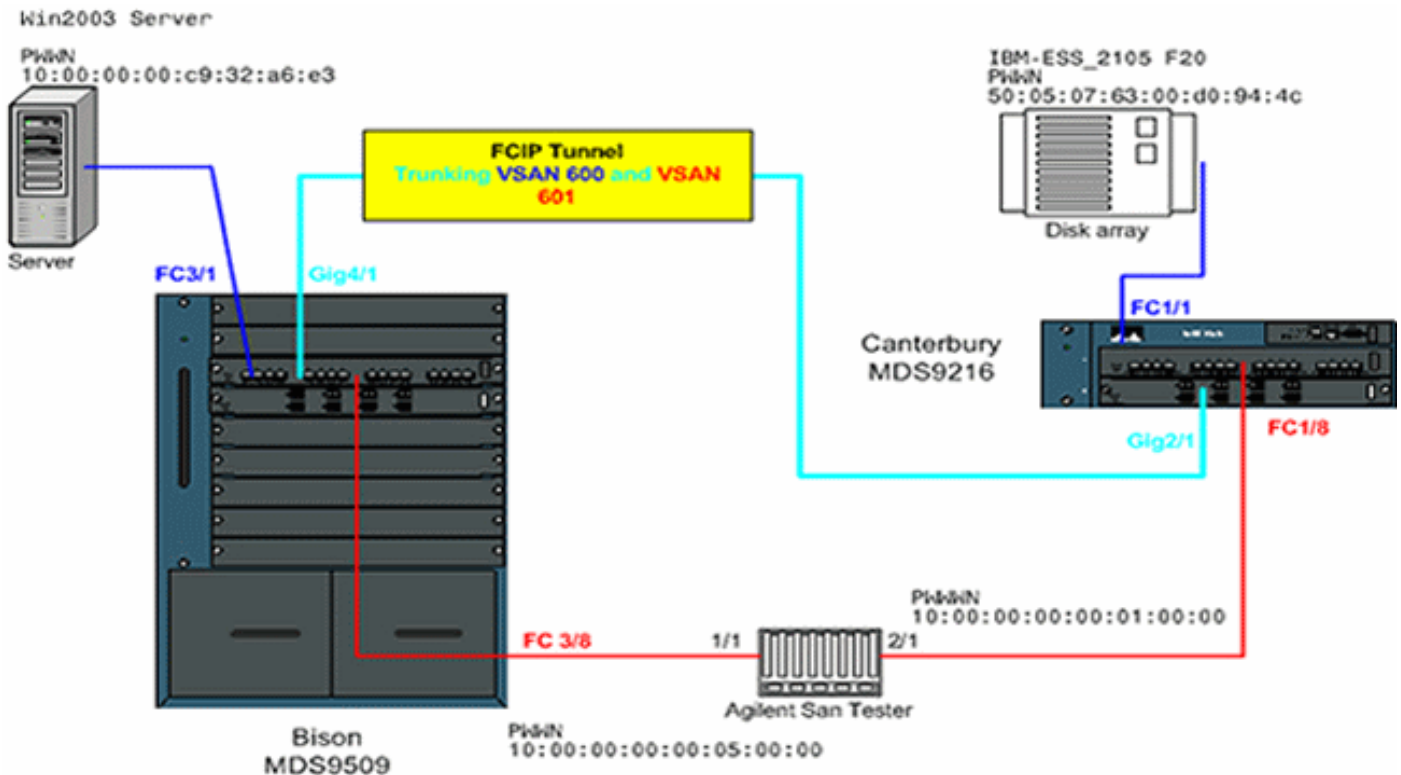 Win2003 Server
PWWN
10:00:00:00:c9:32:a6:e3
IBM-ESS_2105 F20
PWWN
50:05:07:63:00:d0:94:4c
FCIP Tunnel
Trunking VSAN 600 and VSAN
601
Disk array
Server
FC3/1
Gig4/1
FC1/1
Canterbury
MDS9216
Gig2/1
FC1/8
PWWN
10:00:00:00:00:01:00:00
FC 3/8
1/1
2/1
Agilent San Tester
Bison
MDS9509
PWWN
10:00:00:00:00:05:00:00